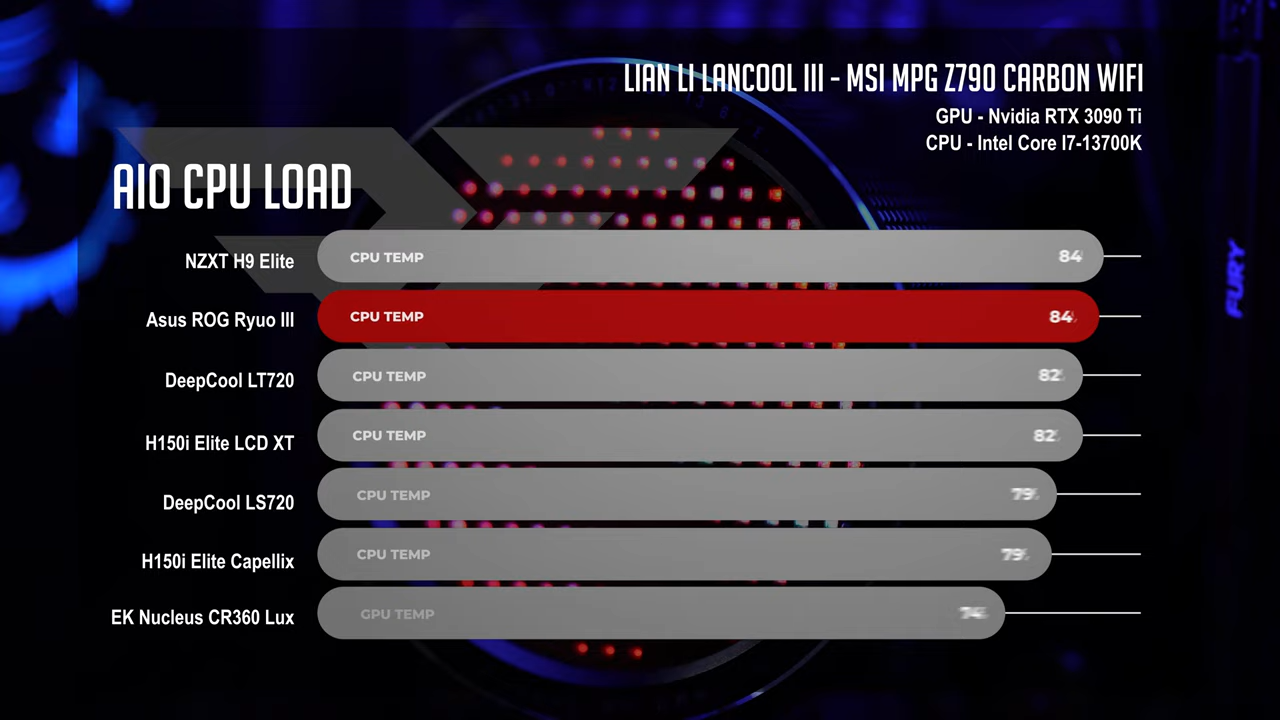 LIAN LI LANCOOL III - MSI MPG Z790 CARBON WIFI
GPU - Nvidia RTX 3090 Ti
CPU - Intel Core I7-13700K
AIO CPU LOAD
NZXT H9 Elite CPU TEMP 84
Asus ROG Ryuo III CPU TEMP 84
DeepCool LT720 CPU TEMP 82
H150i Elite LCD XT CPU TEMP 82
DeepCool LS720 CPU TEMP 79
H150i Elite Capellix CPU TEMP 79
EK Nucleus CR360 Lux GPU TEMP
FURY